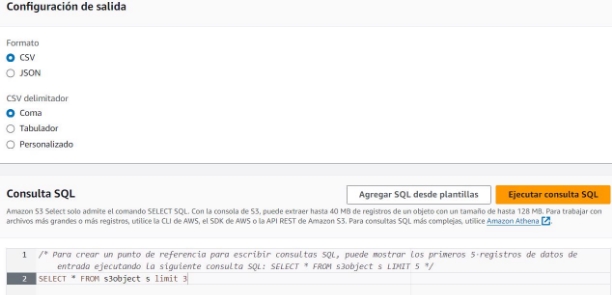 Configuración de salida
Formato
CSV
JSON
CSV delimitador
Coma
Tabulador
Personalizado
Consulta SQL
Agregar SQL desde plantillas
Ejecutar consulta SQL
Amazon S3 Select solo admite el comando SELECT SQL. Con la consola de S3, puede extraer hasta 40 MB de registros de un objeto con un tamaño de hasta 128 MB. Para trabajar con
archivos más grandes o más registros, utilice la CLI de AWS, el SDK de AWS o la API REST de Amazon S3. Para consultas SQL más complejas, utilice Amazon Athena
1 /* Para crear un punto de referencia para escribir consultas SQL, puede mostrar los primeros 5 registros de datos de
entrada ejecutando la siguiente consulta SQL: SELECT * FROM s3object s LIMIT 5 */
2 SELECT * FROM s3object s limit 3